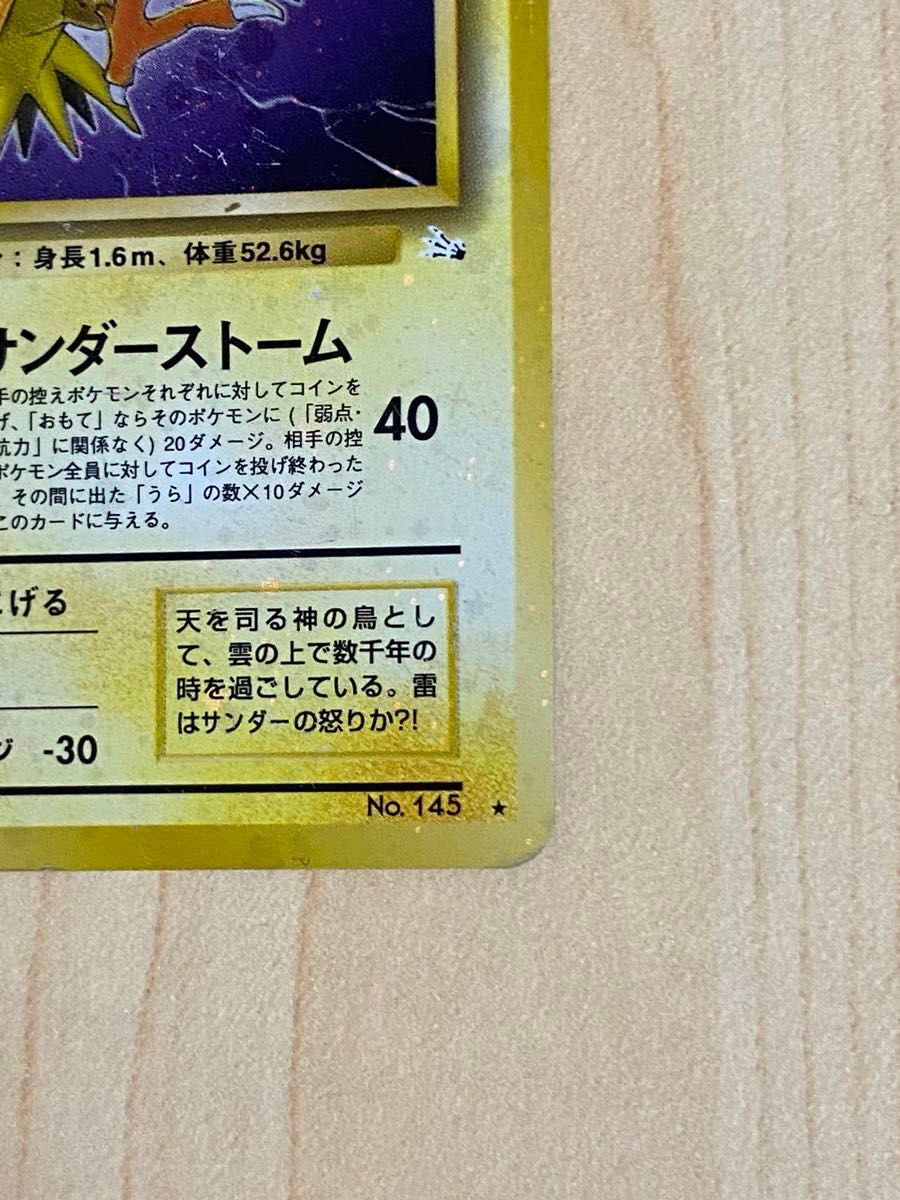 ：身長1.6m、体重52.6kg
サンダーストーム
手の控えポケモンそれぞれに対してコインを
げ、「おもて」ならそのポケモンに(「弱点・
抗力」に関係なく) 20ダメージ。相手の控
ポケモン全員に対してコインを投げ終わった
、その間に出た「うら」の数×10ダメージ
このカードに与える。
40
にげる
天を司る神の鳥とし
て、雲の上で数千年の
時を過ごしている。雷
はサンダーの怒りか?!
ジ -30
No. 145 ★